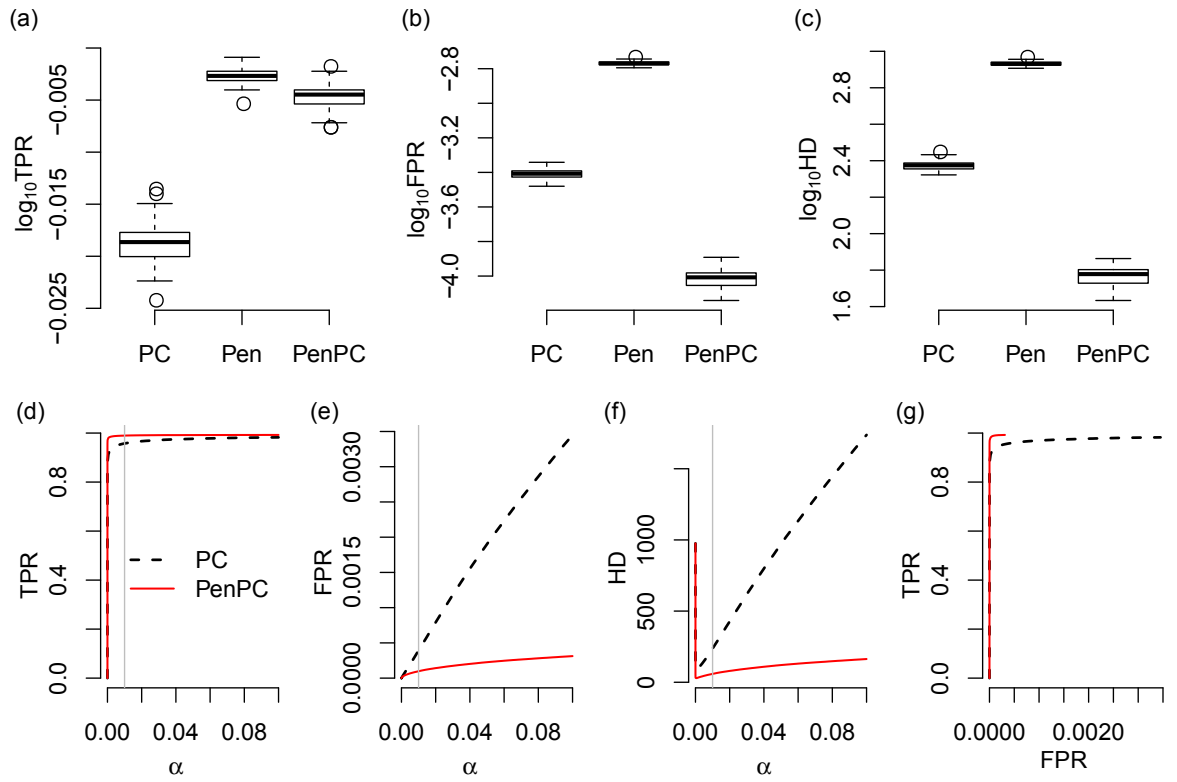 (a)
log₁₀TPR
−0.005
−0.015
−0.025
PC
Pen
PenPC
(b)
log₁₀FPR
−2.8
−3.2
−3.6
−4.0
PC
Pen
PenPC
(c)
log₁₀HD
2.8
2.4
2.0
1.6
PC
Pen
PenPC
(d)
TPR
0.8
0.4
0.0
PC
PenPC
0.00
0.04
0.08
α
(e)
FPR
0.0030
0.0015
0.0000
0.00
0.04
0.08
α
(f)
HD
1000
500
0
0.00
0.04
0.08
α
(g)
TPR
0.8
0.4
0.0
0.0000
0.0020
FPR